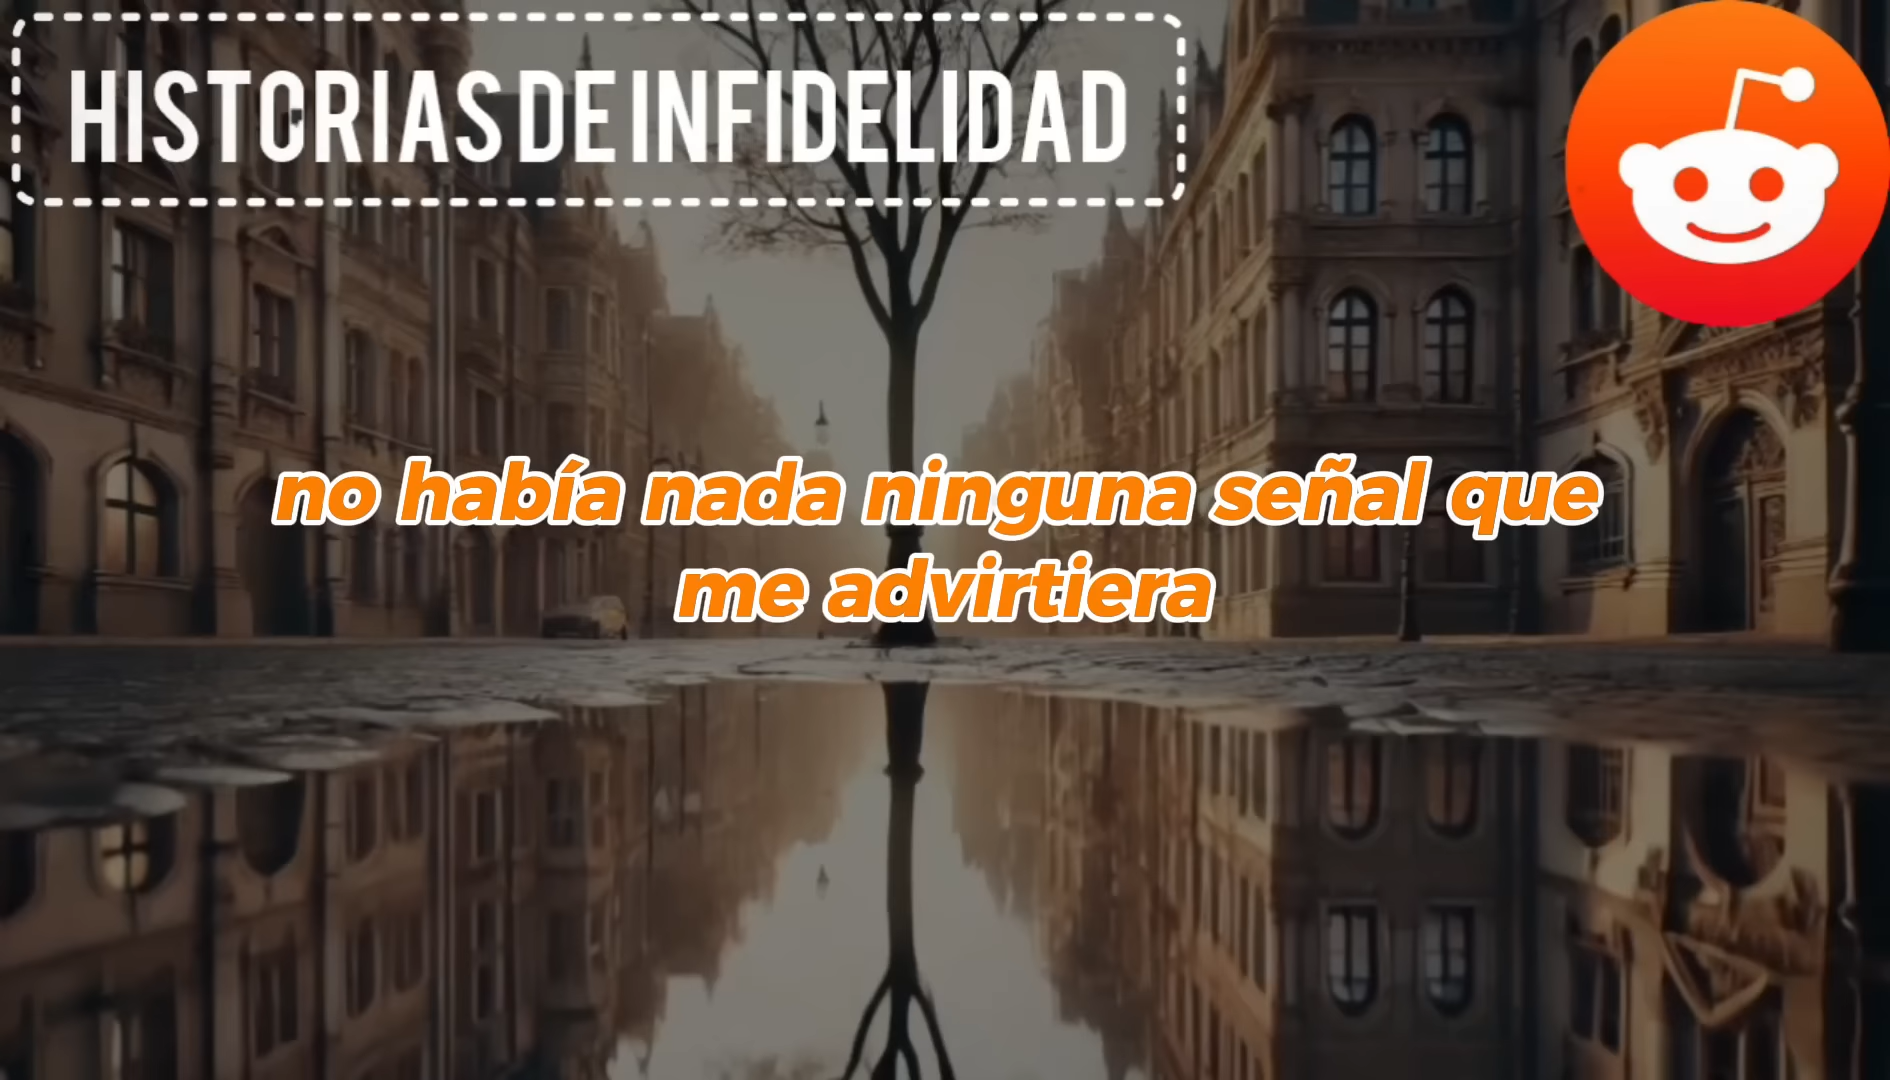 HISTORIAS DE INFIDELIDAD
no había nada ninguna señal que
me advirtiera